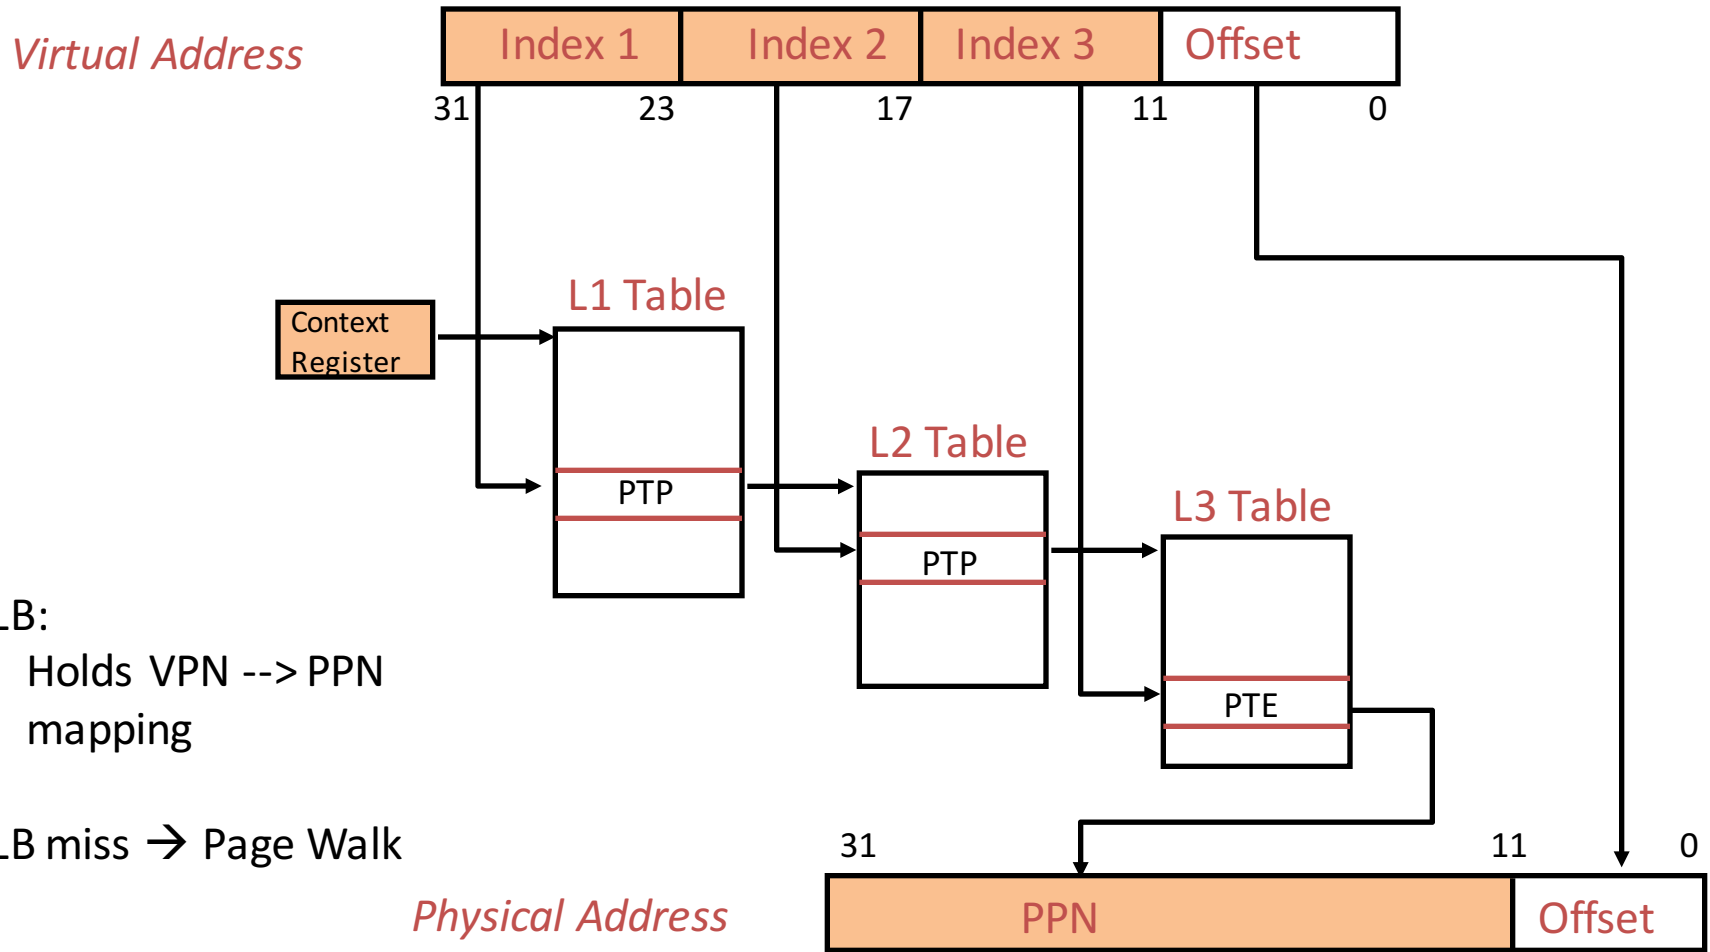 Virtual Address
Index 1 Index 2 Index 3 Offset
31 23 17 11 0
L1 Table
Context
Register
L2 Table
PTP
L3 Table
PTP
LB:
Holds VPN --> PPN
mapping
PTE
LB miss → Page Walk
31 11 0
Physical Address
PPN Offset